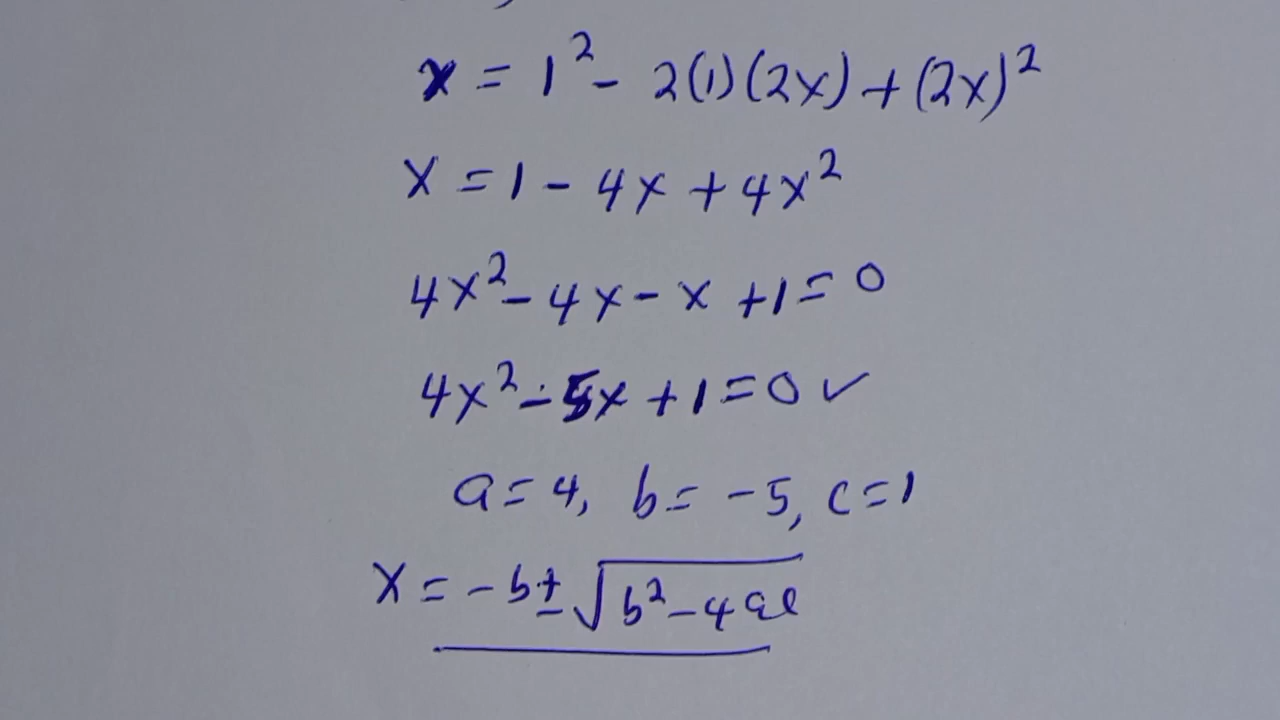 x = 1² - 2(1)(2x) + (2x)²
x = 1 - 4x + 4x²
4x² - 4x - x + 1 = 0
4x² - 5x + 1 = 0 ✓
a = 4, b = -5, c = 1
x = -b ± √b² - 4ac